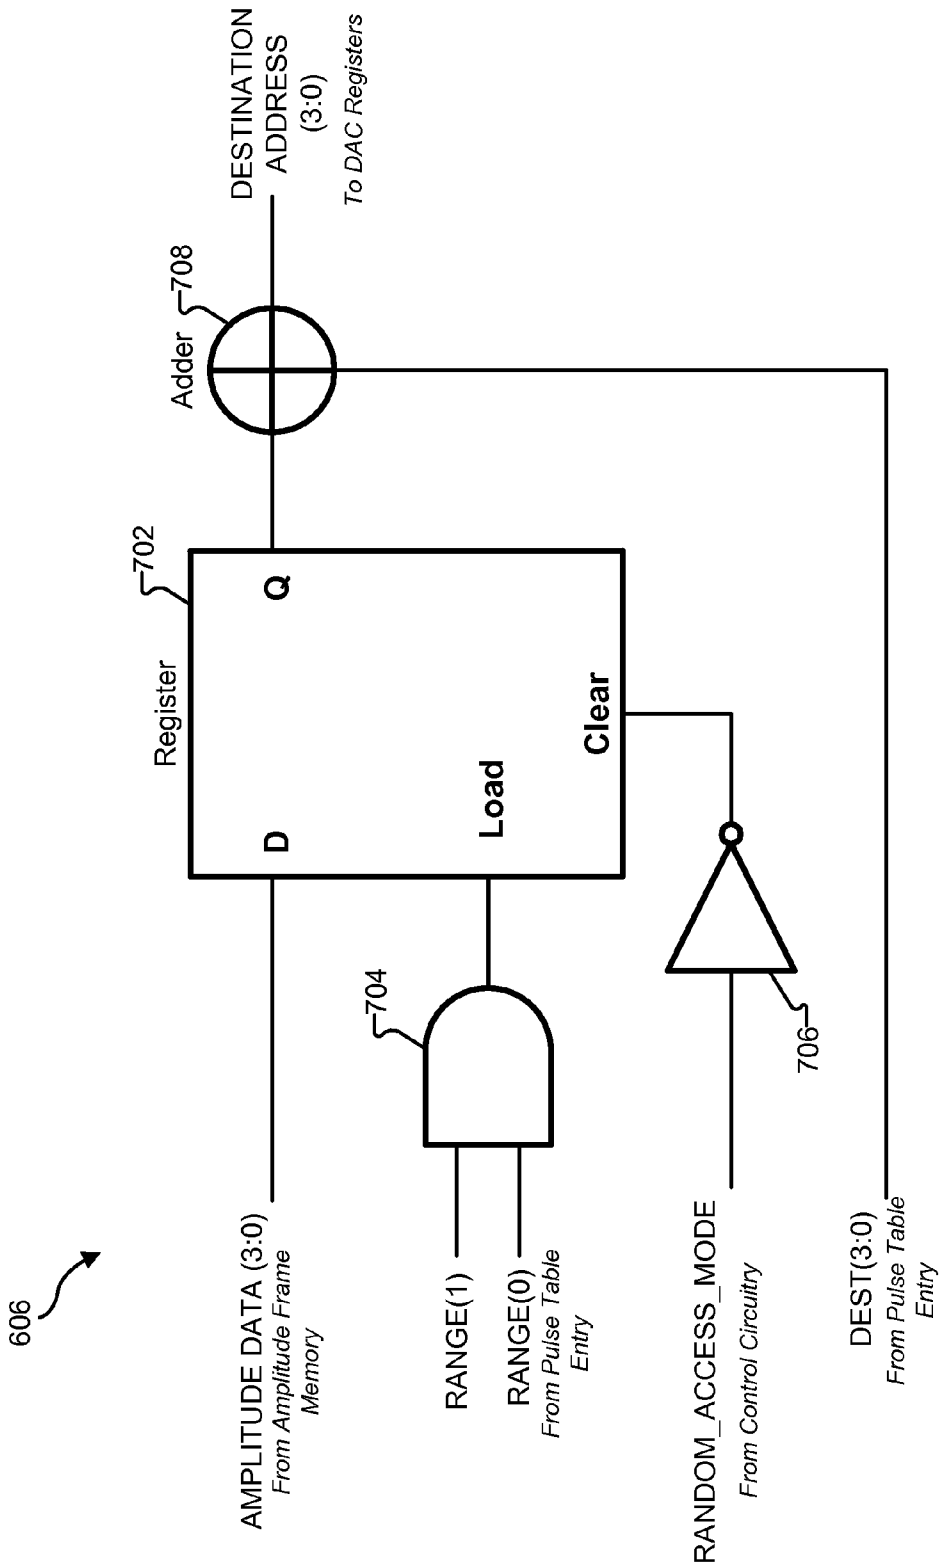 606
AMPLITUDE DATA (3:0)
From Amplitude Frame
Memory
RANGE(1)
RANGE(0)
From Pulse Table
Entry
RANDOM_ACCESS_MODE
From Control Circuitry
DEST(3:0)
From Pulse Table
Entry
704
706
Register
702
D
Q
Load
Clear
Adder
708
DESTINATION
ADDRESS
(3:0)
To DAC Registers